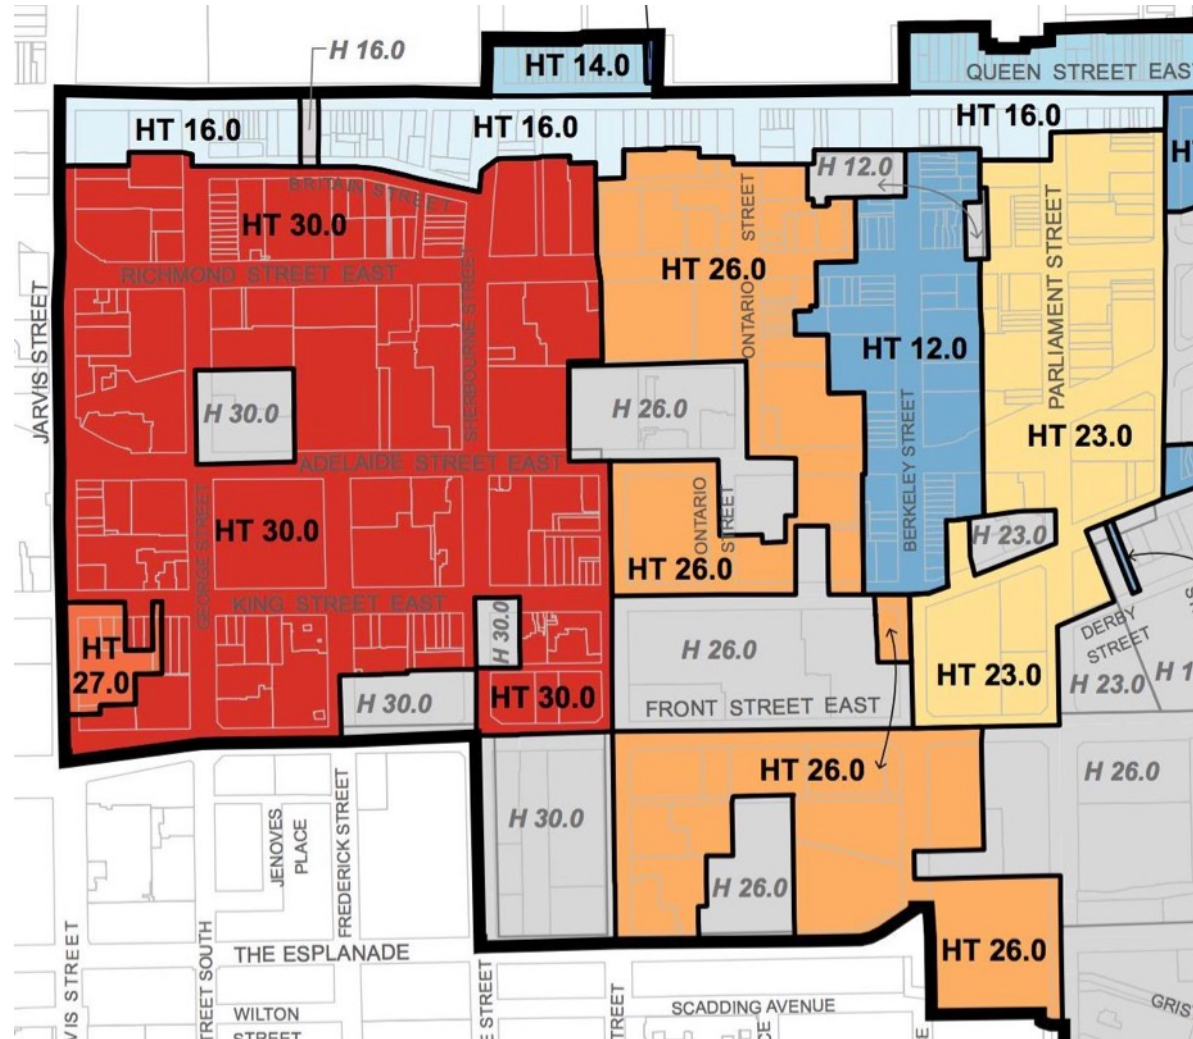 H 16.0
HT 14.0
QUEEN STREET EAST
HT 16.0
HT 16.0
HT 16.0
H 12.0
BRITAIN STREET
HT 30.0
RICHMOND STREET EAST
HT 26.0
ONTARIO STREET
PARLIAMENT STREET
SHERBOURNE STREET
JARVIS STREET
HT 12.0
H 30.0
H 26.0
BERKELEY STREET
HT 23.0
ADELAIDE STREET EAST
ONTARIO
STREET
HT 30.0
GEORGE STREET
H 23.0
HT 26.0
KING STREET EAST
HT
27.0
H 30.0
H 26.0
DERBY
STREET
HT 23.0
H 23.0
H 1
H 30.0
HT 30.0
FRONT STREET EAST
HT 26.0
H 26.0
H 30.0
JENOVES
PLACE
FREDERICK STREET
H 26.0
THE ESPLANADE
HT 26.0
VIS STREET
TREET SOUTH
E STREET
TREET
SCADDING AVENUE
WILTON
STREET
GRIS